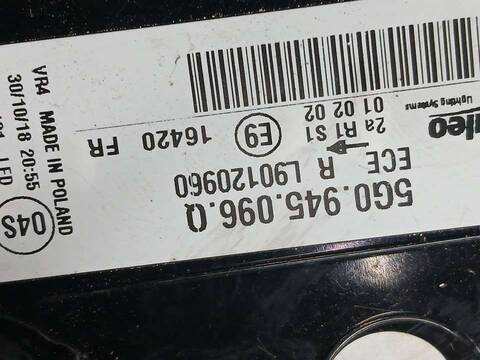 Lighting Systems
5G0.945.096.Q
ECE R L90120960
2a R1 S1
01 02 02
E9
16420 FR
VR4 MADE IN POLAND
30/10/18 20:55
LED
04S